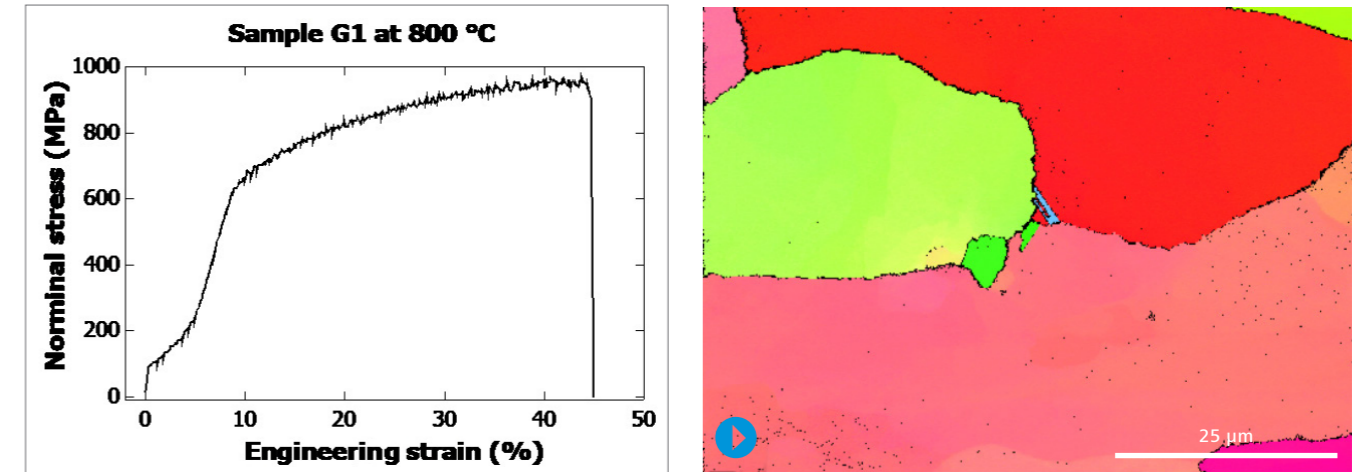 Sample G1 at 800 °C
Norminal stress (MPa)
1000
800
600
400
200
0
0 10 20 30 40 50
Engineering strain (%)
25 μm